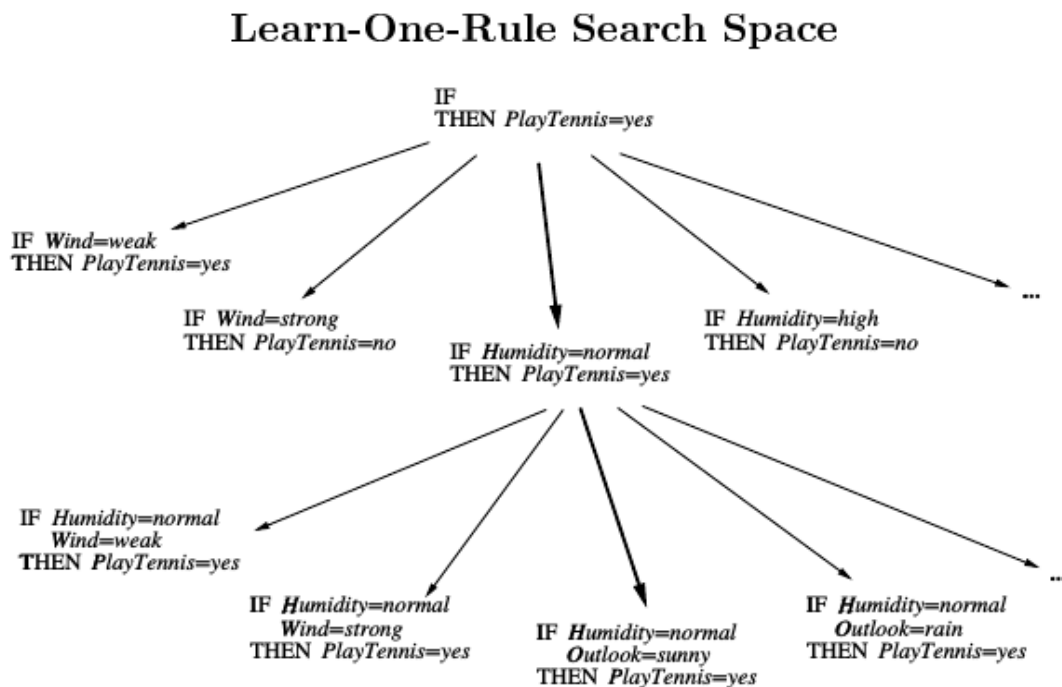 Learn-One-Rule Search Space
IF
THEN PlayTennis=yes
IF Wind=weak
THEN PlayTennis=yes
IF Wind=strong
THEN PlayTennis=no
IF Humidity=normal
THEN PlayTennis=yes
IF Humidity=high
THEN PlayTennis=no
...
IF Humidity=normal
Wind=weak
THEN PlayTennis=yes
IF Humidity=normal
Wind=strong
THEN PlayTennis=yes
IF Humidity=normal
Outlook=sunny
THEN PlayTennis=yes
IF Humidity=normal
Outlook=rain
THEN PlayTennis=yes
...